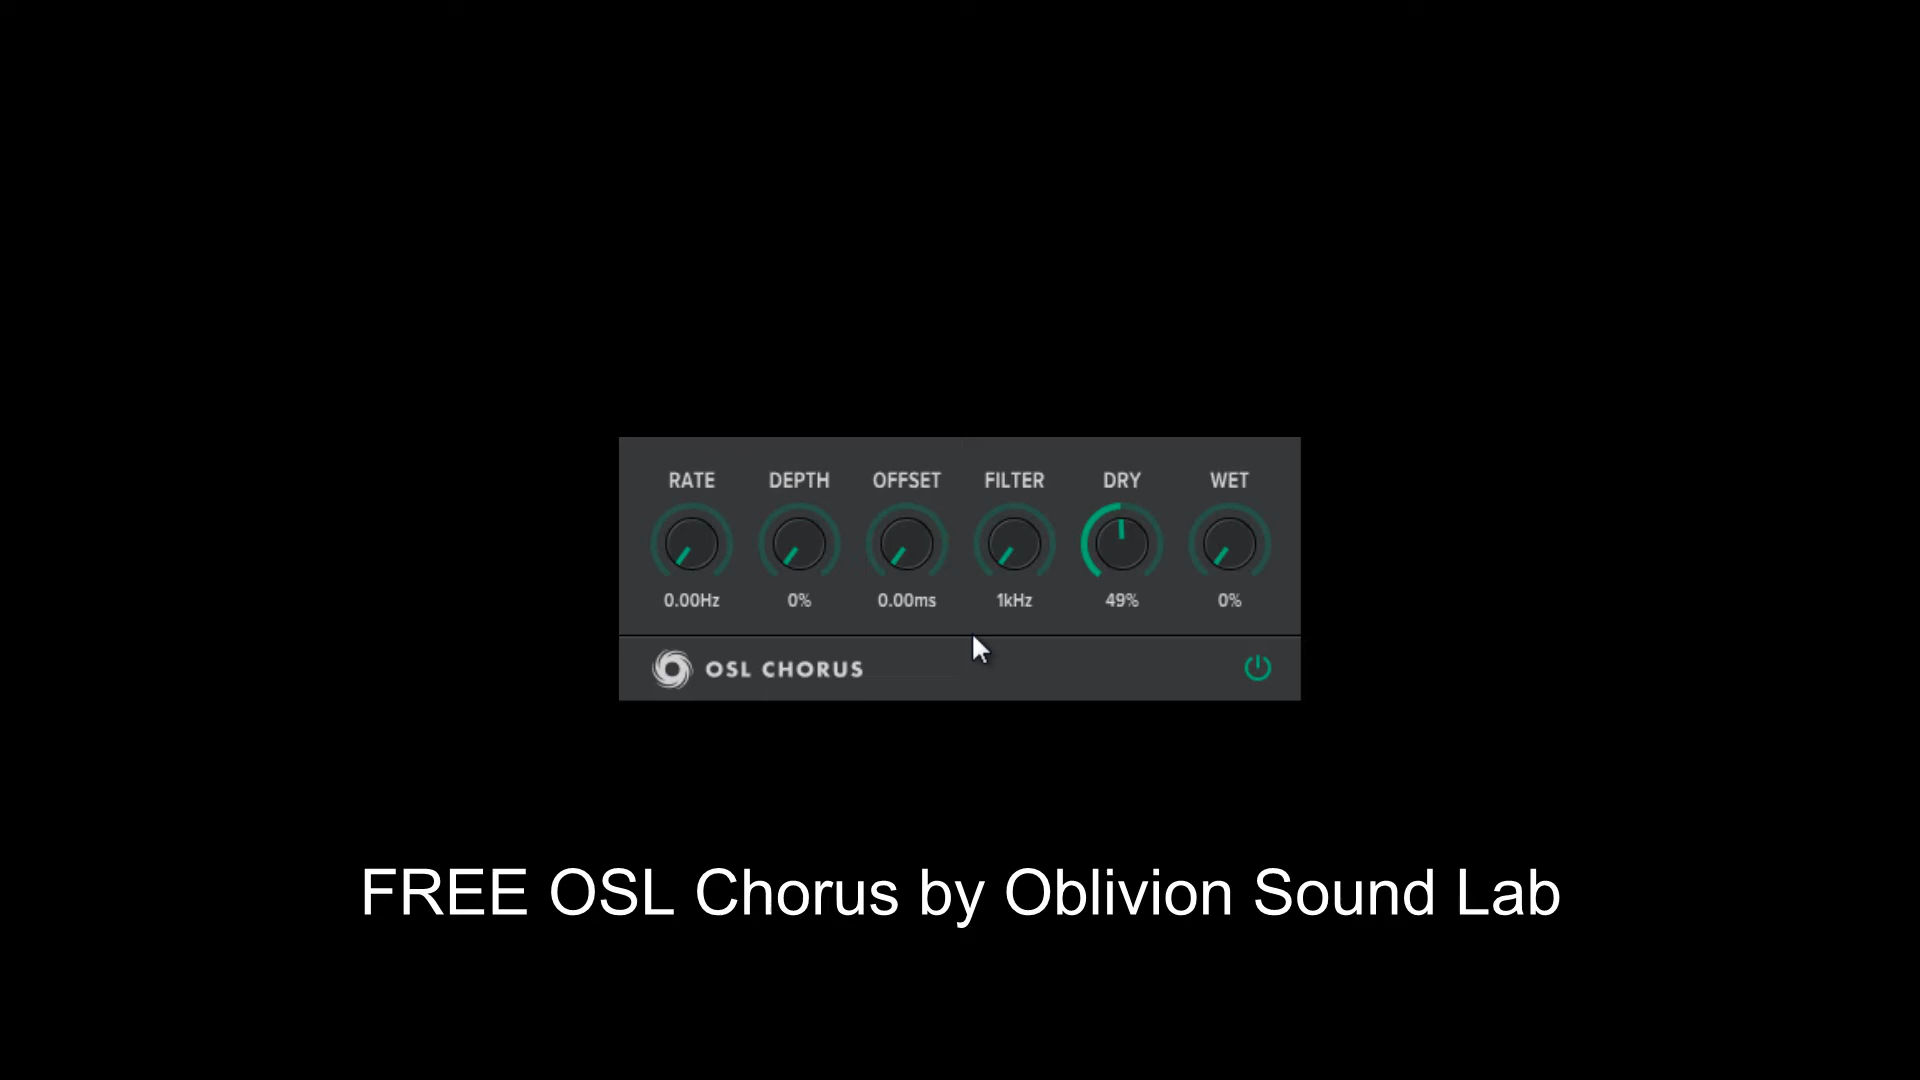 RATE DEPTH OFFSET FILTER DRY WET
0.00Hz 0% 0.00ms 1kHz 49% 0%
OSL CHORUS
FREE OSL Chorus by Oblivion Sound Lab